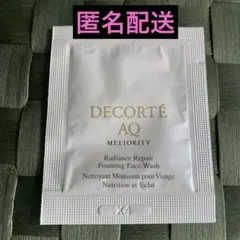 匿名配送
DECORTÉ
AQ
MELIORITY
Radiance Repair
Foaming Face Wash
Nettoyant Moussant pour Visage
Nutrition et Éclat
X4